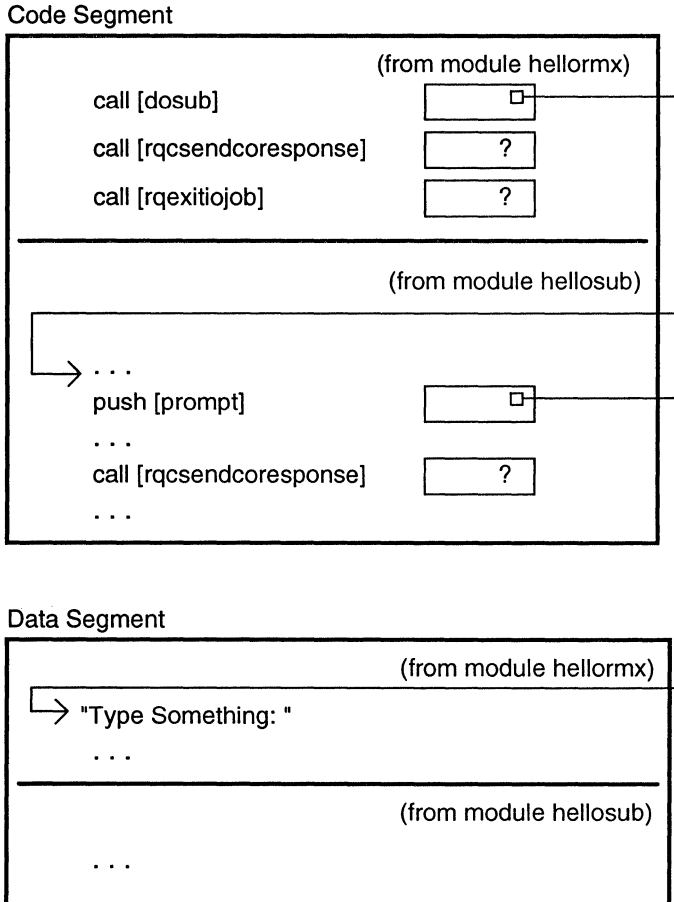 Code Segment
(from module hellormx)
call [dosub]
call [rqcsendcoresponse] ?
call [rqexitiojob] ?
(from module hellosub)
. . .
push [prompt]
. . .
call [rqcsendcoresponse] ?
. . .
Data Segment
(from module hellormx)
"Type Something: "
. . .
(from module hellosub)
. . .